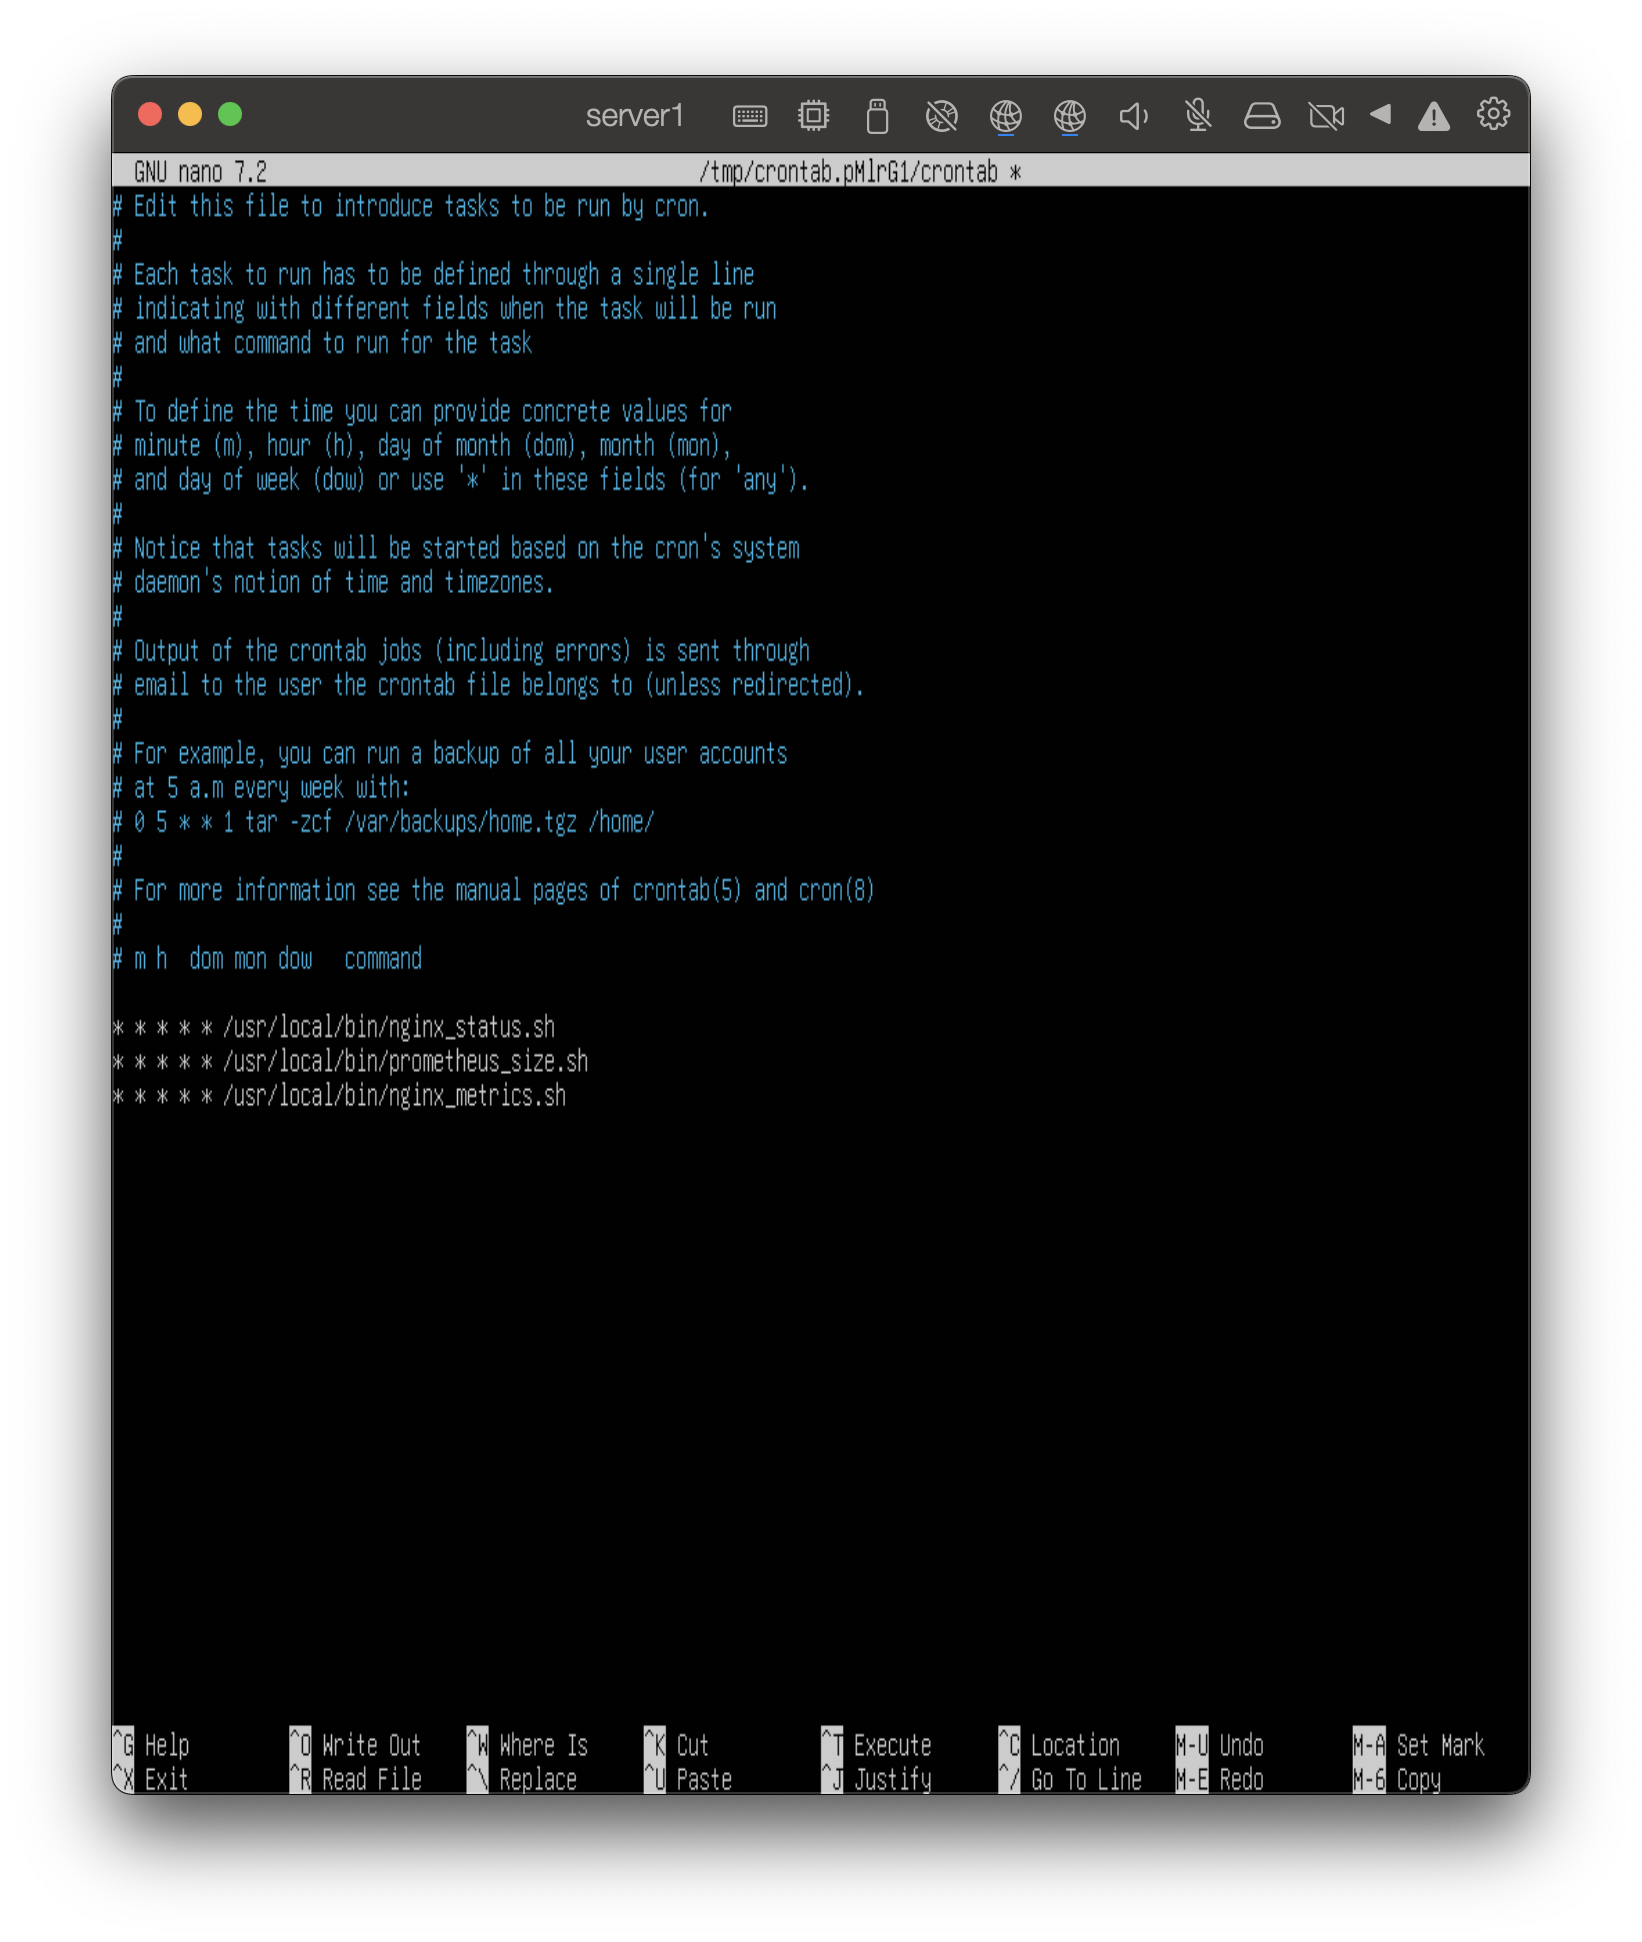 server1
GNU nano 7.2 /tmp/crontab.pMlrG1/crontab *
# Edit this file to introduce tasks to be run by cron.
#
# Each task to run has to be defined through a single line
# indicating with different fields when the task will be run
# and what command to run for the task
#
# To define the time you can provide concrete values for
# minute (m), hour (h), day of month (dom), month (mon),
# and day of week (dow) or use '*' in these fields (for 'any').
#
# Notice that tasks will be started based on the cron's system
# daemon's notion of time and timezones.
#
# Output of the crontab jobs (including errors) is sent through
# email to the user the crontab file belongs to (unless redirected).
#
# For example, you can run a backup of all your user accounts
# at 5 a.m every week with:
# 0 5 * * 1 tar -zcf /var/backups/home.tgz /home/
#
# For more information see the manual pages of crontab(5) and cron(8)
#
# m h  dom mon dow   command
* * * * * /usr/local/bin/nginx_status.sh
* * * * * /usr/local/bin/prometheus_size.sh
* * * * * /usr/local/bin/nginx_metrics.sh
^G Help ^O Write Out ^W Where Is ^K Cut ^T Execute ^C Location M-U Undo M-A Set Mark
^X Exit ^R Read File ^\ Replace ^U Paste ^J Justify ^/ Go To Line M-E Redo M-6 Copy